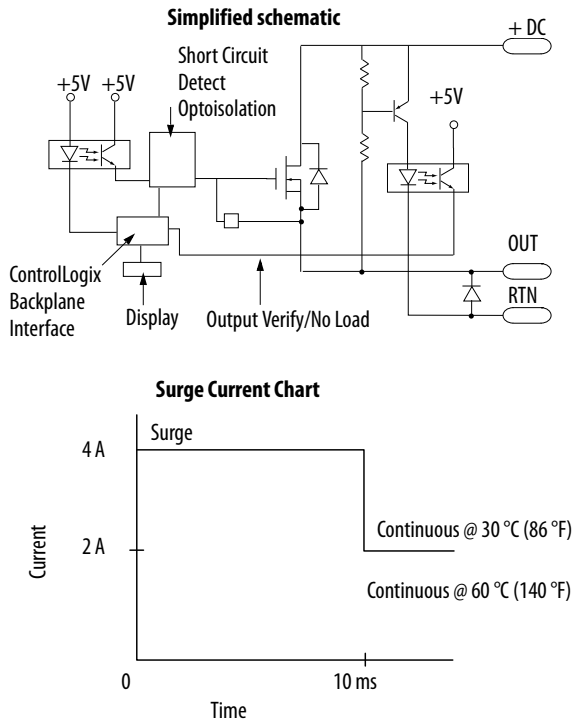 Simplified schematic
+ DC
Short Circuit
Detect
Optoisolation
+5V +5V
+5V
OUT
RTN
ControlLogix
Backplane
Interface
Display
Output Verify/No Load
Surge Current Chart
Surge
4 A
2 A
Current
Continuous @ 30 °C (86 °F)
Continuous @ 60 °C (140 °F)
0
10 ms
Time